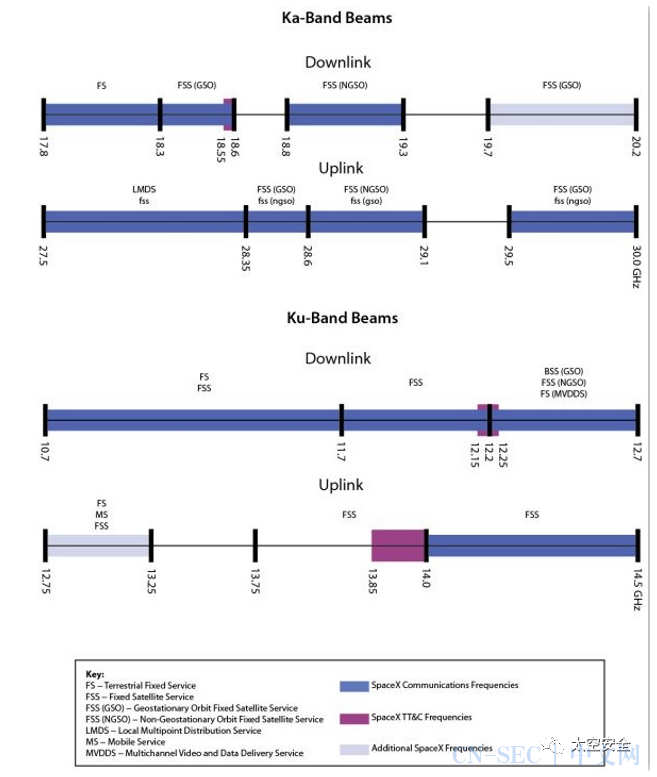 Ka-Band Beams
Downlink
FS FSS (GSO) FSS (NGSO) FSS (GSO)
17.8 18.3 18.55 18.6 18.8 19.3 19.7 20.2
Uplink
LMDS FSS (GSO) FSS (NGSO) FSS (GSO)
fss fss (ngso) fss (gso) fss (ngso)
27.5 28.35 28.6 29.1 29.5 30.0 GHz
Ku-Band Beams
Downlink
BSS (GSO)
FS FSS FSS (NGSO)
FSS FS (MVDDS)
10.7 11.7 12.15 12.2 12.25 12.7
Uplink
FS
MS FSS FSS
FSS
12.75 13.25 13.75 13.85 14.0 14.5 GHz
Key:
FS – Terrestrial Fixed Service
FSS – Fixed Satellite Service
FSS (GSO) – Geostationary Orbit Fixed Satellite Service
FSS (NGSO) – Non-Geostationary Orbit Fixed Satellite Service
LMDS – Local Multipoint Distribution Service
MS – Mobile Service
MVDDS – Multichannel Video and Data Delivery Service
SpaceX Communications Frequencies
SpaceX TT&C Frequencies
Additional SpaceX Frequencies
太空安全
CN-SEC 中文网